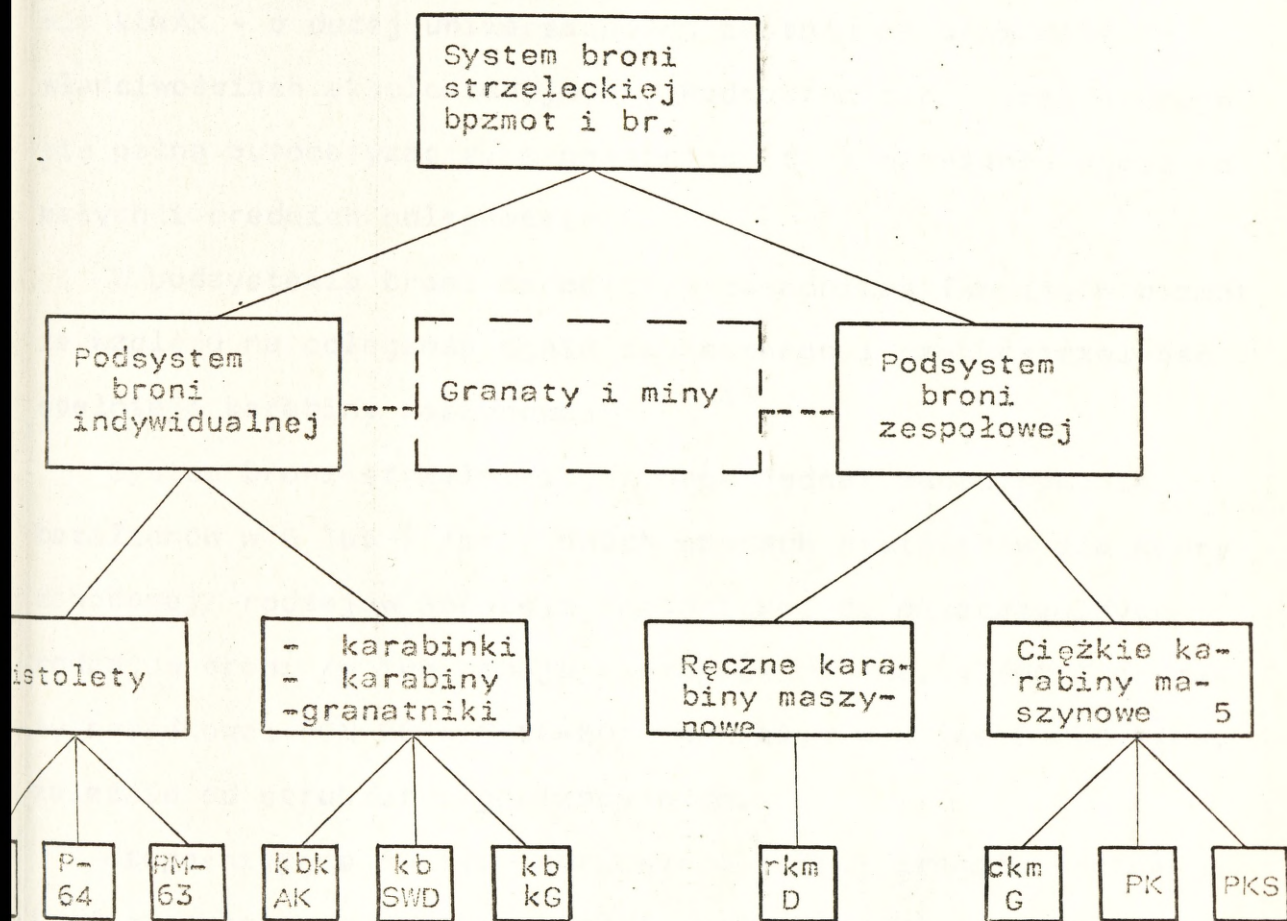 System broni
strzeleckiej
bpzmot i br.
Podsystem
broni
indywidualnej
Granaty i miny
Podsystem
broni
zespołowej
istolety
- karabinki
- karabiny
-granatniki
Ręczne kara-
biny maszy-
nowe
Ciężkie ka-
rabiny ma-
szynowe 5
P-
64
PM-
63
kbk
AK
kb
SWD
kb
kG
rkm
D
ckm
G
PK
PKS